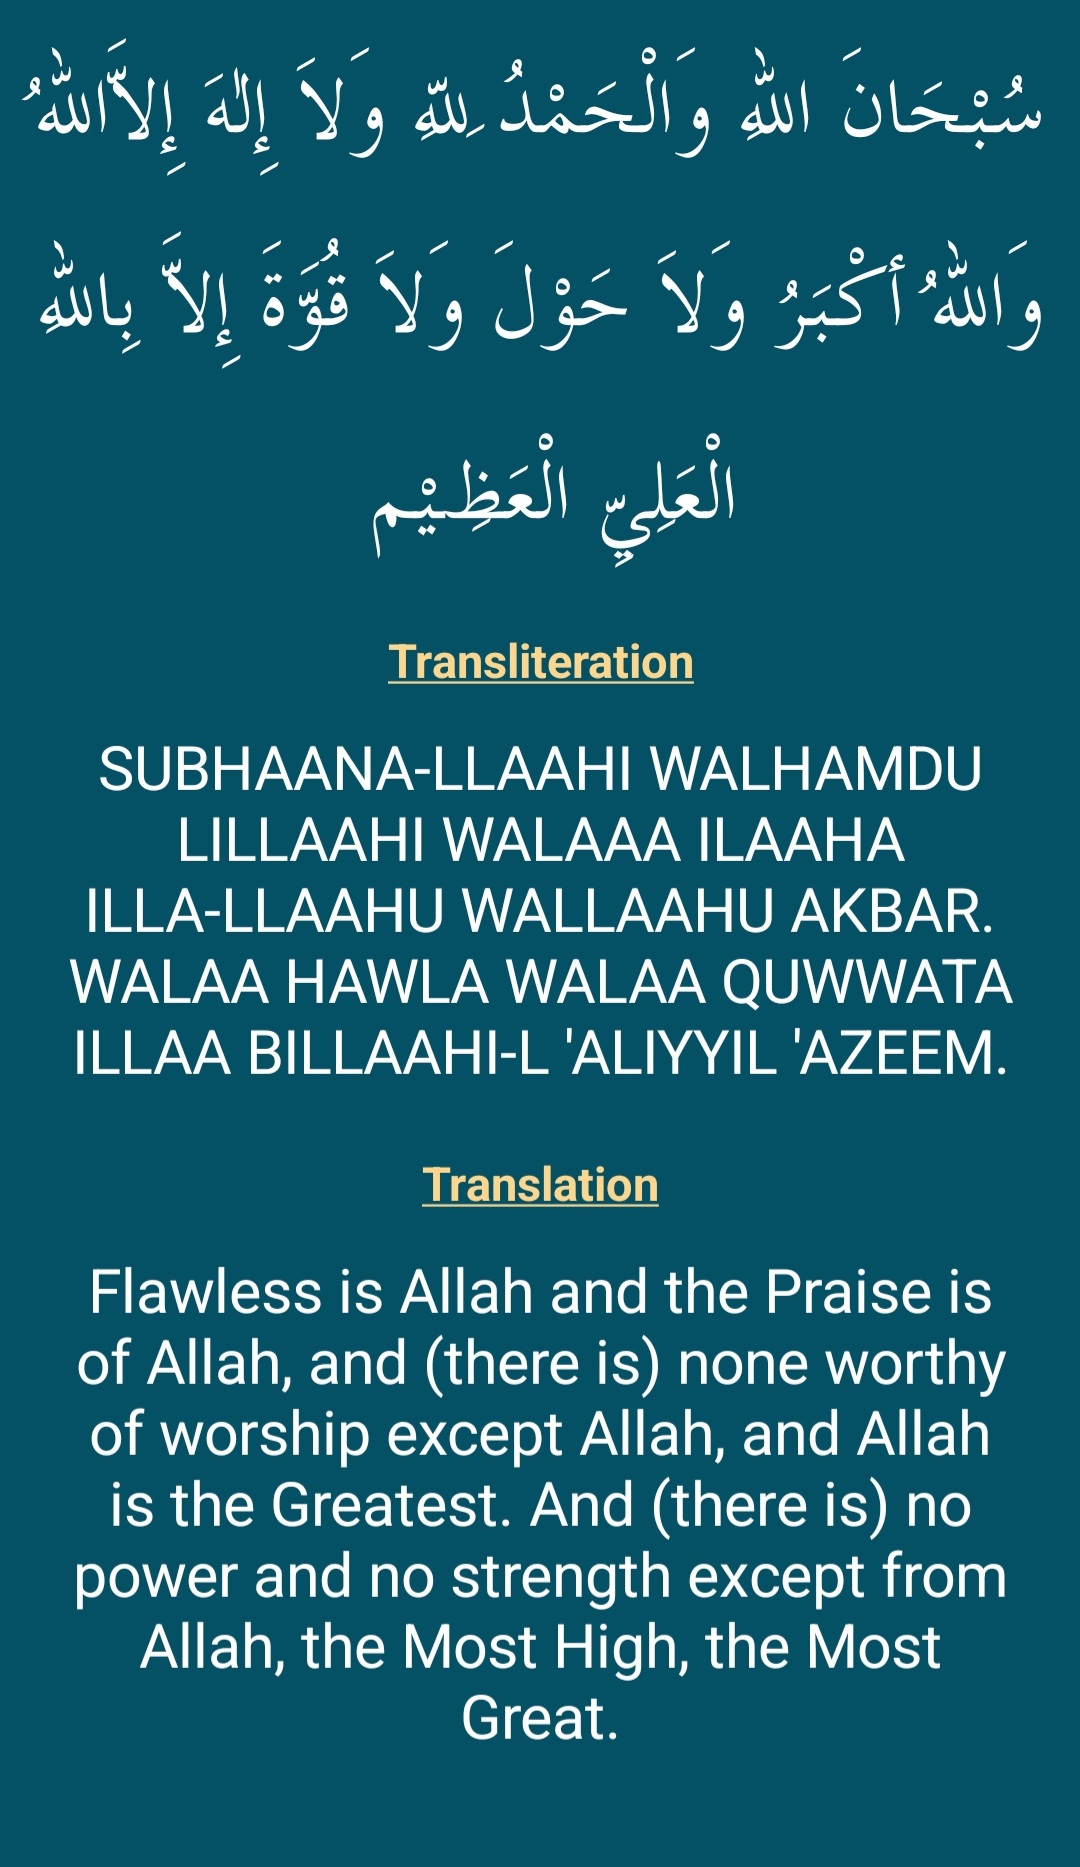 سُبْحَانَ اللهِ وَالْحَمْدُ لِلّهِ وَلاَ إِلٰهَ إِلاَّاللهُ
وَاللهُ أَكْبَرُ وَلاَ حَوْلَ وَلاَ قُوَّةَ إِلاَّ بِاللهِ
الْعَلِيِّ الْعَظِيْم
Transliteration
SUBHAANA-LLAAHI WALHAMDU
LILLAAHI WALAAA ILAAHA
ILLA-LLAAHU WALLAAHU AKBAR.
WALAA HAWLA WALAA QUWWATA
ILLAA BILLAAHI-L 'ALIYYIL 'AZEEM.
Translation
Flawless is Allah and the Praise is
of Allah, and (there is) none worthy
of worship except Allah, and Allah
is the Greatest. And (there is) no
power and no strength except from
Allah, the Most High, the Most
Great.